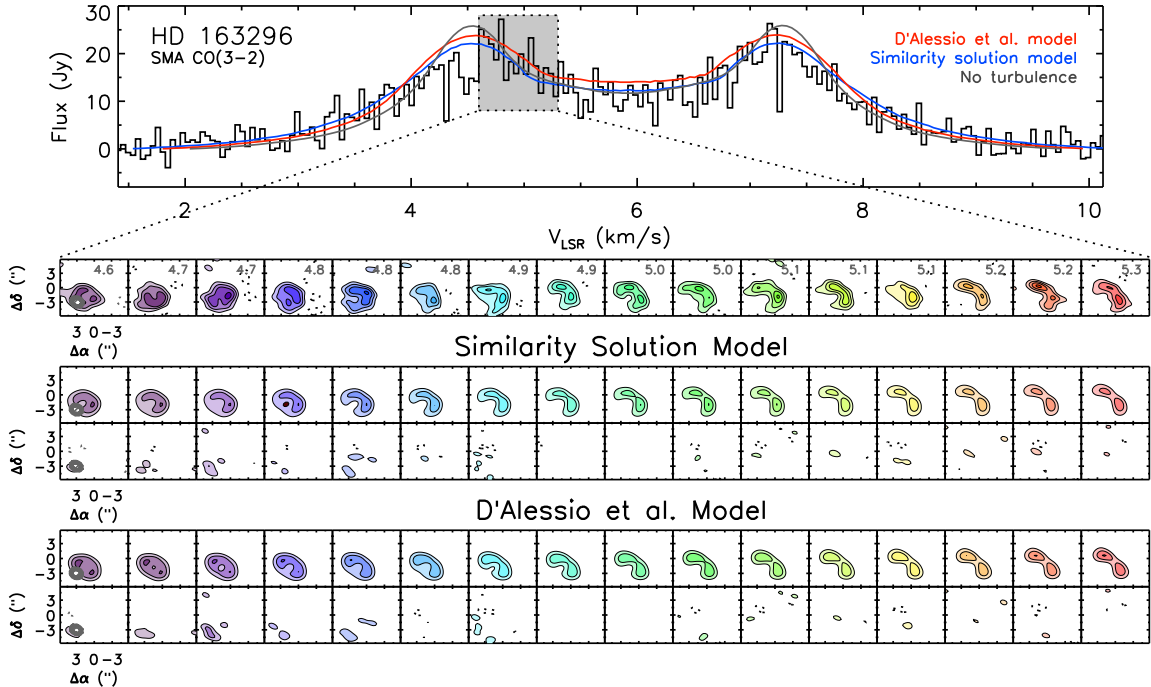 30
HD 163296
SMA CO(3-2)
D'Alessio et al. model
Similarity solution model
No turbulence
20
10
0
Flux (Jy)
2 4 6 8 10
V_LSR (km/s)
4.6 4.7 4.7 4.8 4.8 4.8 4.9 4.9 5.0 5.0 5.1 5.1 5.1 5.2 5.2 5.3
Δδ (")
3
0
-3
3 0-3
Δα (")
Similarity Solution Model
Δδ (")
3
0
-3
3
0
-3
3 0-3
Δα (")
D'Alessio et al. Model
Δδ (")
3
0
-3
3
0
-3
3 0-3
Δα (")